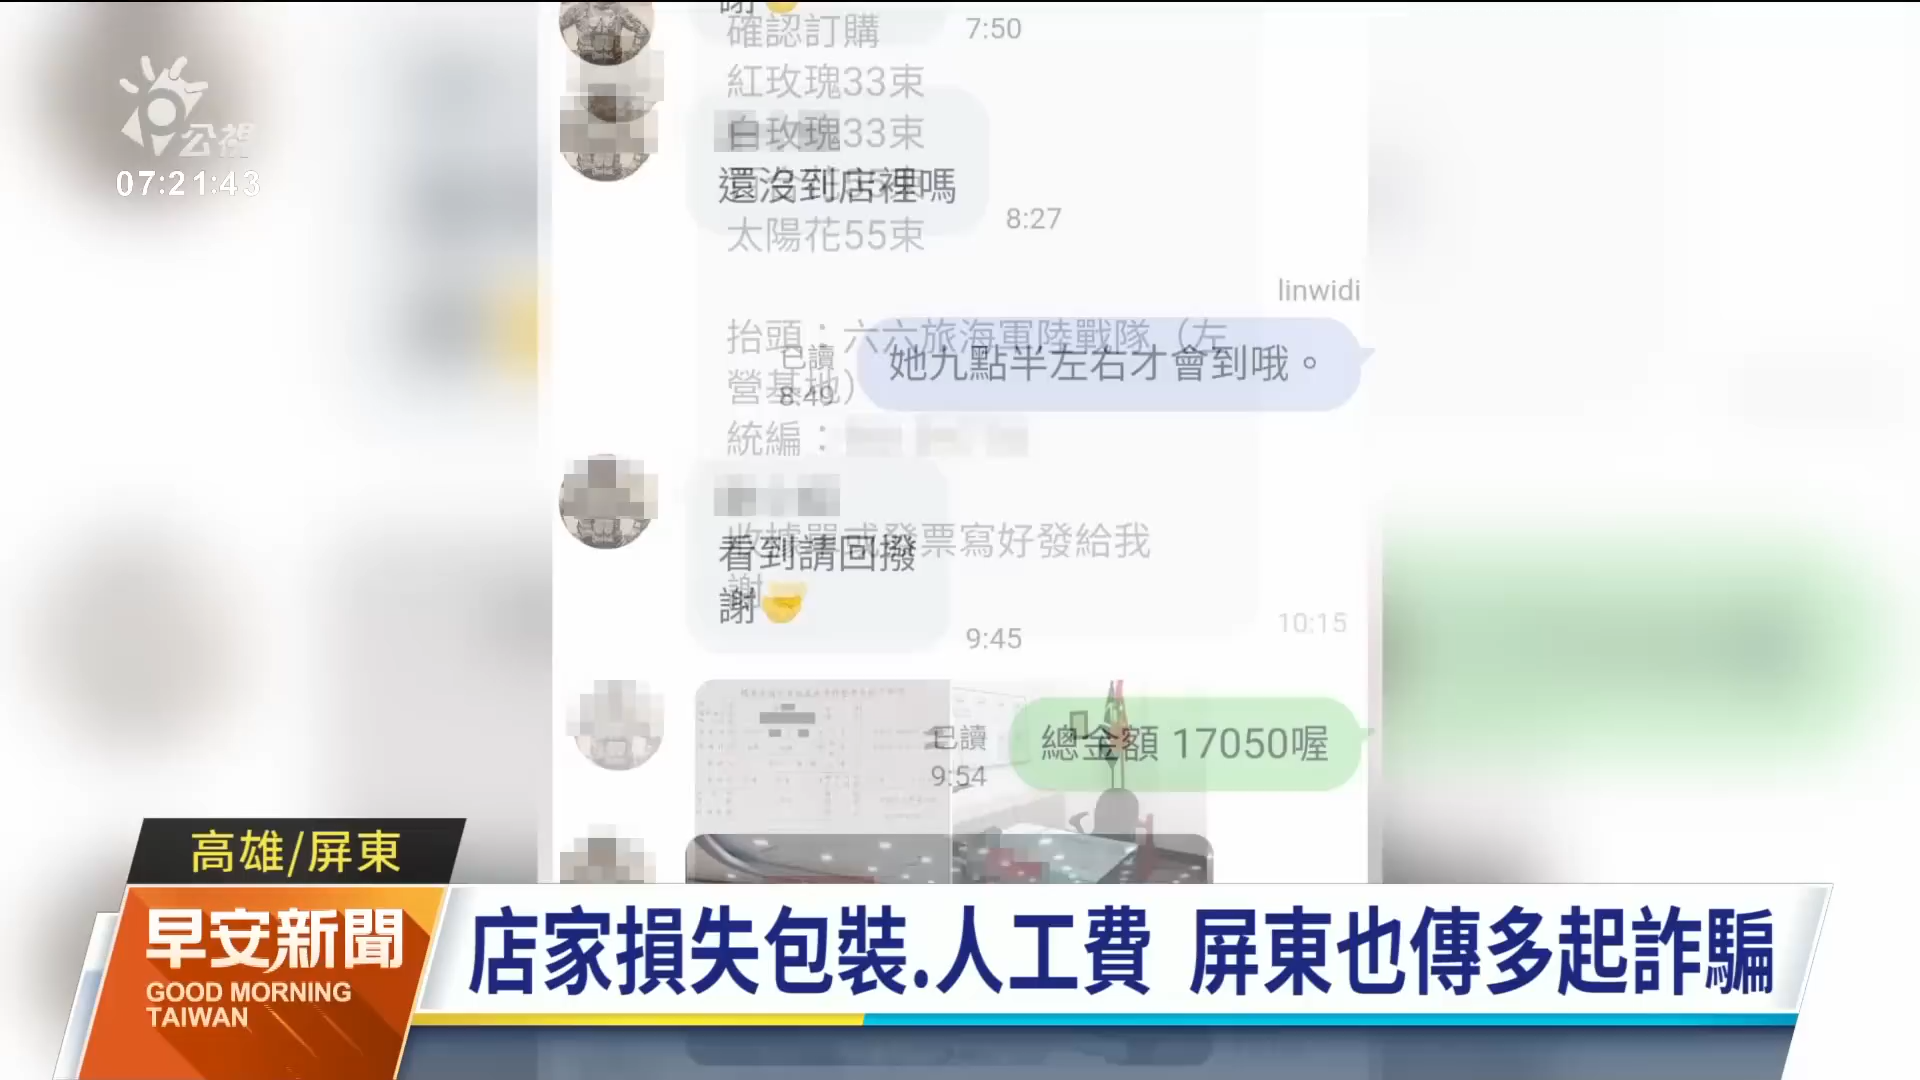 謝
確認訂購
7:50
紅玫瑰33束
白玫瑰33束
還沒到店裡嗎
8:27
太陽花55束
linwidi
抬頭：六六旅海軍陸戰隊（左
營基地）
已讀
8:49
她九點半左右才會到哦。
統編：
收據單或發票寫好發給我
謝
看到請回撥
謝
9:45
10:15
已讀
9:54
總金額 17050喔
公視
07:21:43
高雄/屏東
早安新聞
GOOD MORNING
TAIWAN
店家損失包裝.人工費 屏東也傳多起詐騙